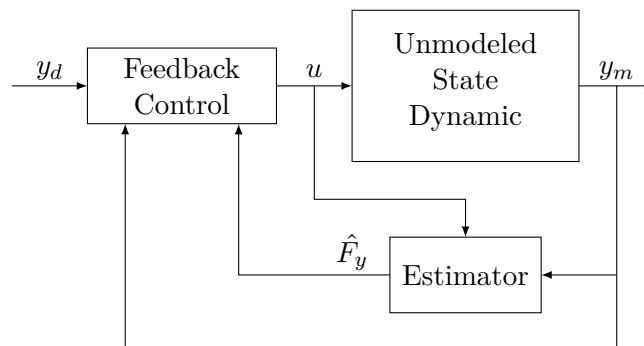 y_d
Feedback
Control
u
Unmodeled
State
Dynamic
y_m
F̂_y
Estimator